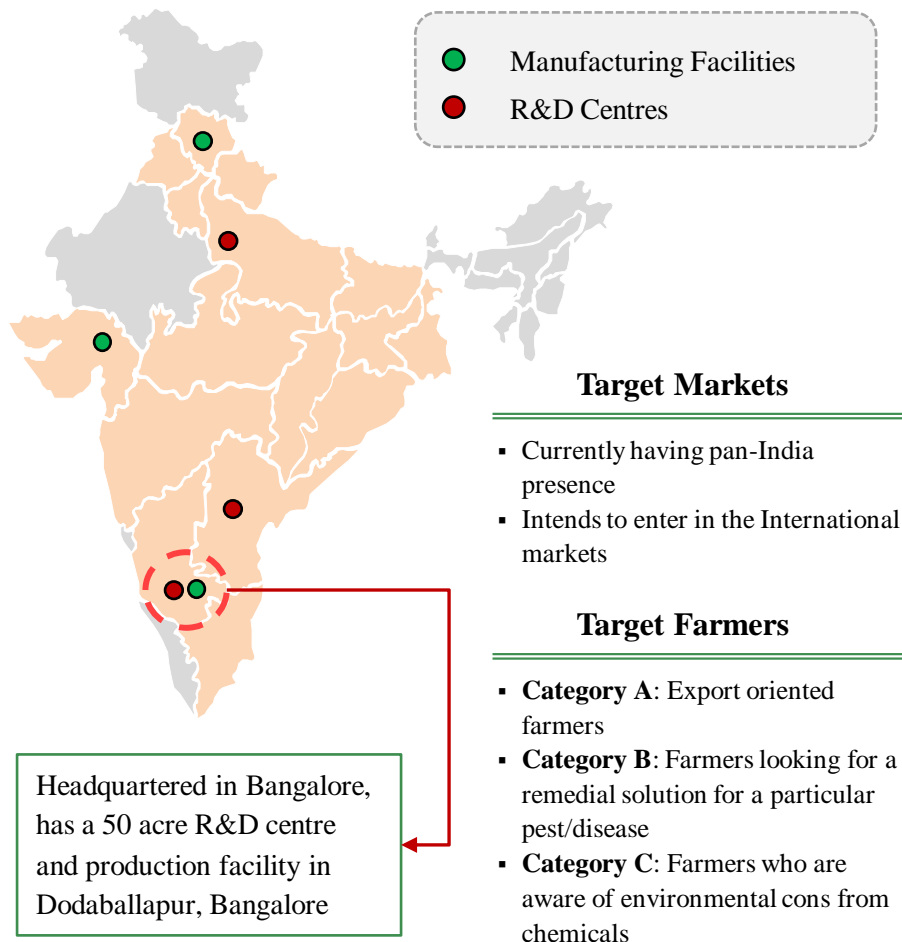 Manufacturing Facilities
R&D Centres
Target Markets
▪ Currently having pan-India
presence
▪ Intends to enter in the International
markets
Target Farmers
▪ Category A: Export oriented
farmers
▪ Category B: Farmers looking for a
remedial solution for a particular
pest/disease
▪ Category C: Farmers who are
aware of environmental cons from
chemicals
Headquartered in Bangalore,
has a 50 acre R&D centre
and production facility in
Dodaballapur, Bangalore